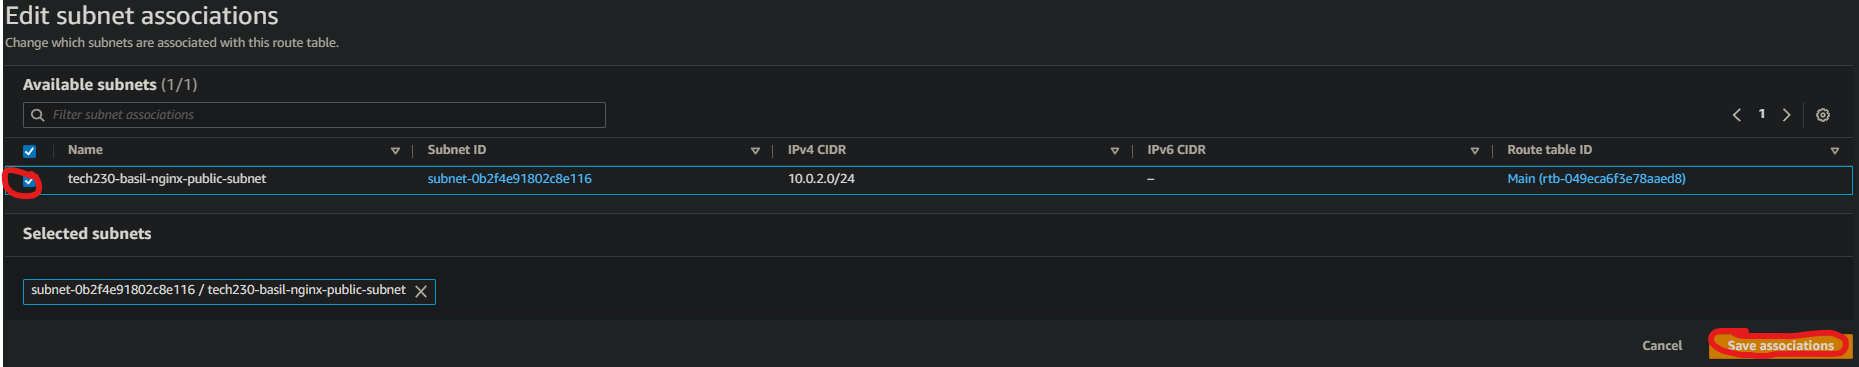 Edit subnet associations
Change which subnets are associated with this route table.
Available subnets (1/1)
Filter subnet associations
1
Name Subnet ID IPv4 CIDR IPv6 CIDR Route table ID
tech230-basil-nginx-public-subnet subnet-0b2f4e91802c8e116 10.0.2.0/24 – Main (rtb-049eca6f3e78aaed8)
Selected subnets
subnet-0b2f4e91802c8e116 / tech230-basil-nginx-public-subnet
Cancel Save associations